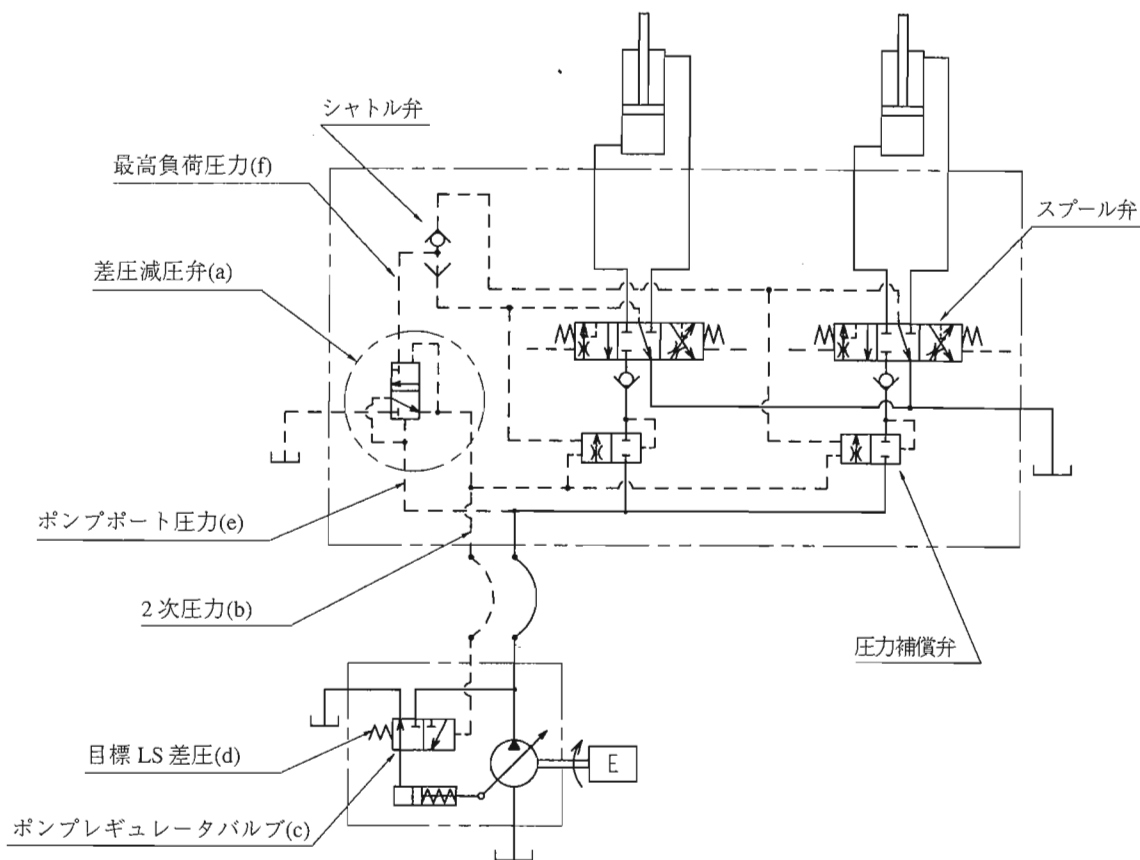 シャトル弁
最高負荷圧力(f)
スプール弁
差圧減圧弁(a)
ポンプポート圧力(e)
2次圧力(b)
圧力補償弁
目標LS差圧(d)
E
ポンプレギュレータバルブ(c)